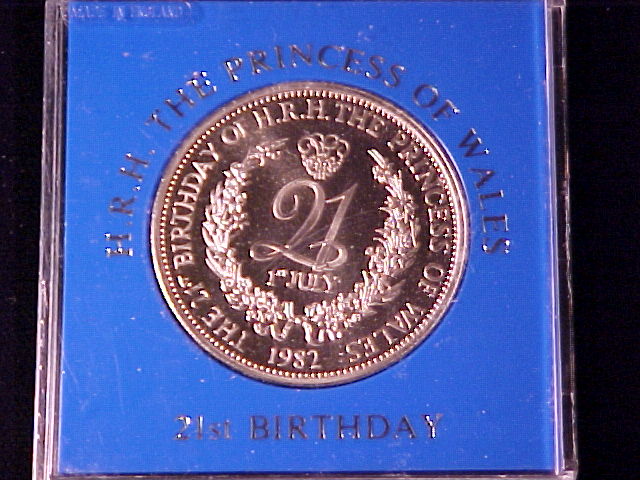 MADE IN ENGLAND
H.R.H. THE PRINCESS OF WALES
THE 21ST BIRTHDAY OF H.R.H. THE PRINCESS OF WALES:
21
1ST JULY
1982
21st BIRTHDAY